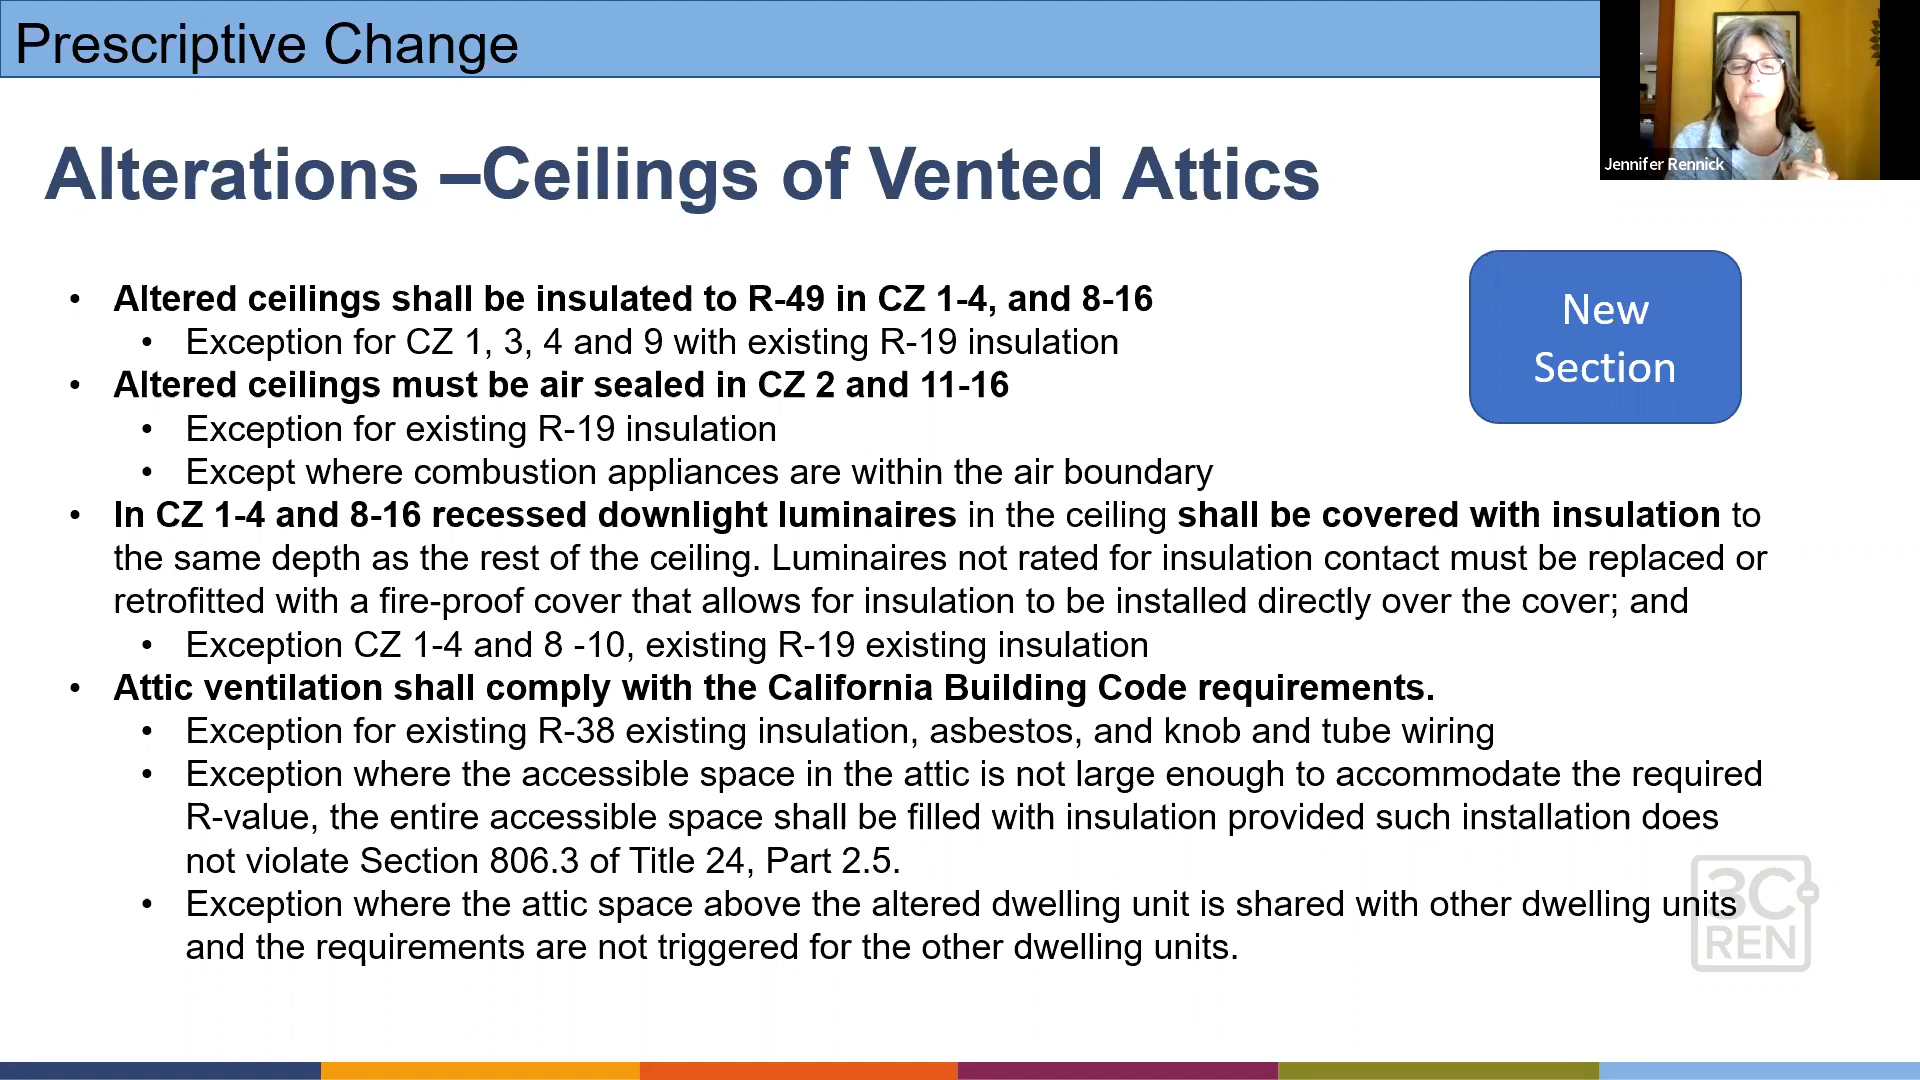 Prescriptive Change
Jennifer Rennick
Alterations –Ceilings of Vented Attics
New
Section
• Altered ceilings shall be insulated to R-49 in CZ 1-4, and 8-16
• Exception for CZ 1, 3, 4 and 9 with existing R-19 insulation
• Altered ceilings must be air sealed in CZ 2 and 11-16
• Exception for existing R-19 insulation
• Except where combustion appliances are within the air boundary
• In CZ 1-4 and 8-16 recessed downlight luminaires in the ceiling shall be covered with insulation to
the same depth as the rest of the ceiling. Luminaires not rated for insulation contact must be replaced or
retrofitted with a fire-proof cover that allows for insulation to be installed directly over the cover; and
• Exception CZ 1-4 and 8 -10, existing R-19 existing insulation
• Attic ventilation shall comply with the California Building Code requirements.
• Exception for existing R-38 existing insulation, asbestos, and knob and tube wiring
• Exception where the accessible space in the attic is not large enough to accommodate the required
R-value, the entire accessible space shall be filled with insulation provided such installation does
not violate Section 806.3 of Title 24, Part 2.5.
• Exception where the attic space above the altered dwelling unit is shared with other dwelling units
and the requirements are not triggered for the other dwelling units.
3C
REN